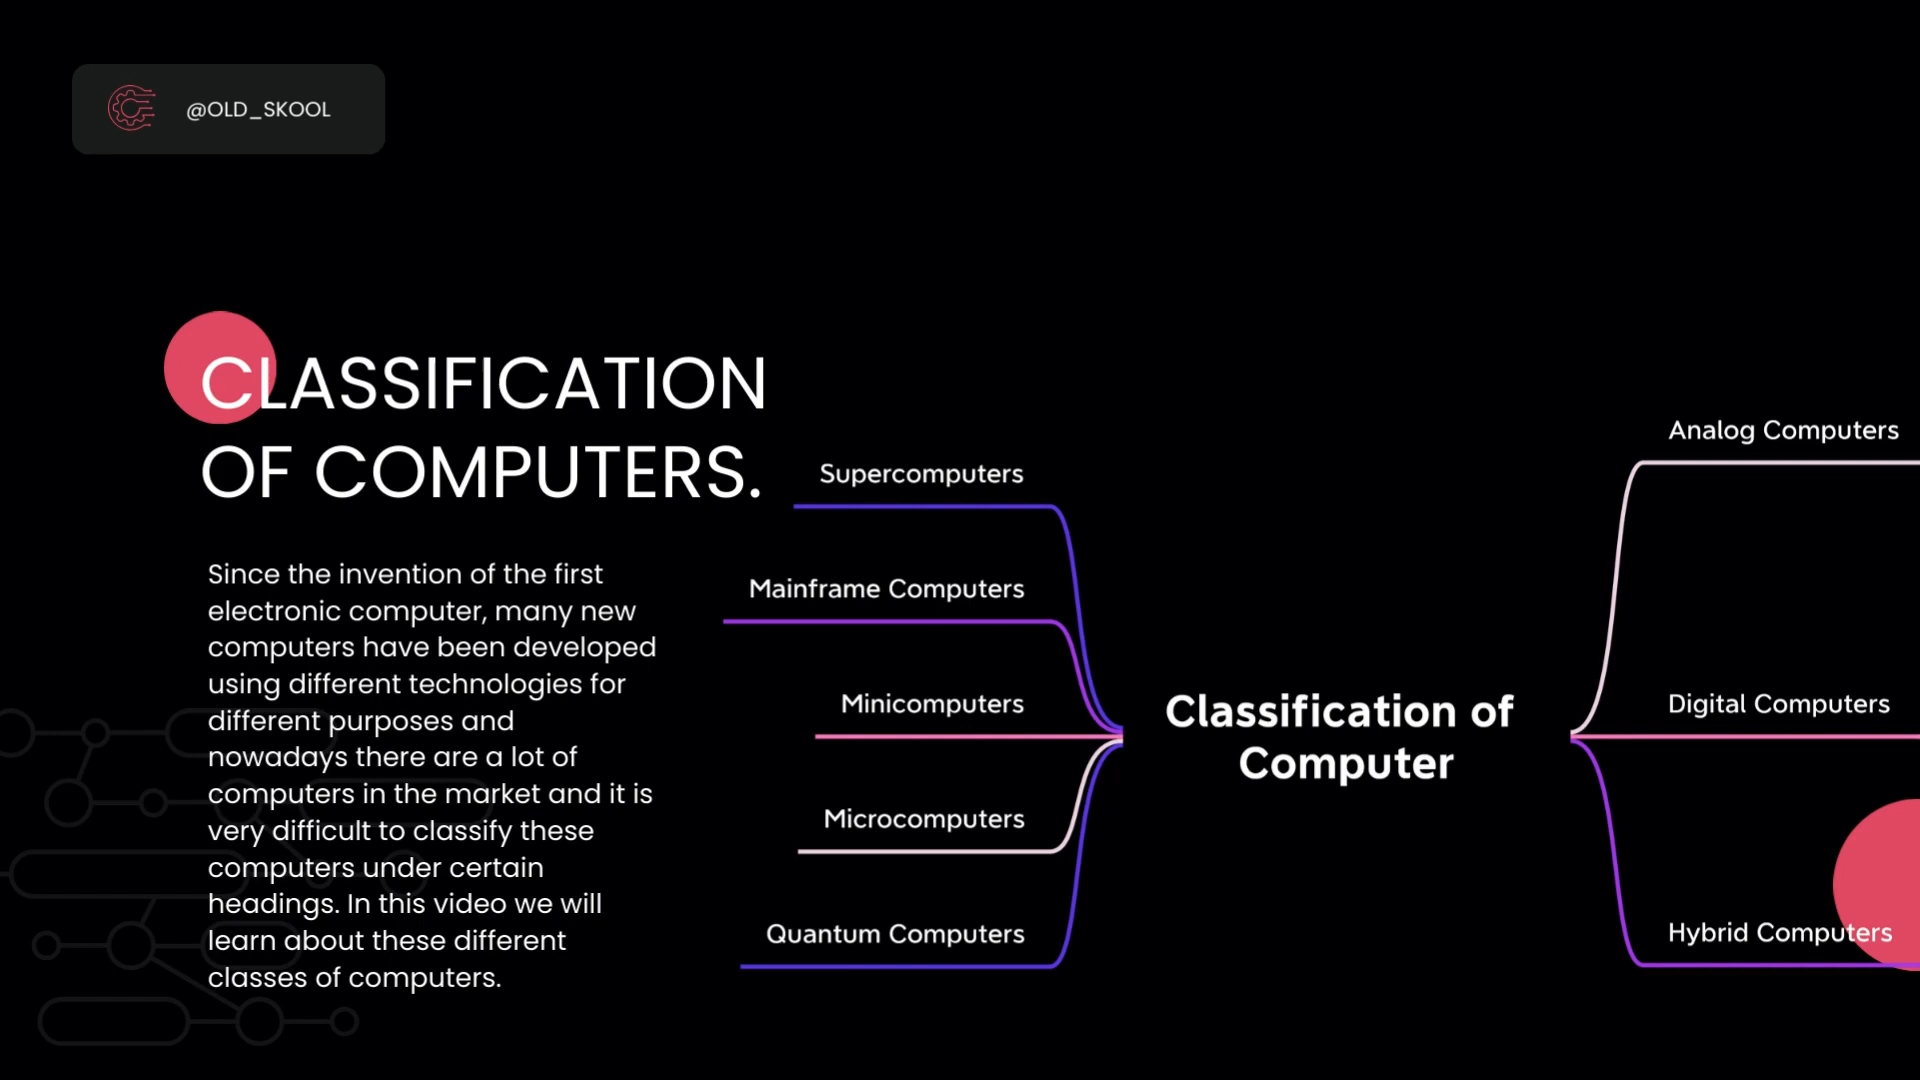 @OLD_SKOOL
CLASSIFICATION
OF COMPUTERS.
Since the invention of the first
electronic computer, many new
computers have been developed
using different technologies for
different purposes and
nowadays there are a lot of
computers in the market and it is
very difficult to classify these
computers under certain
headings. In this video we will
learn about these different
classes of computers.
Supercomputers
Mainframe Computers
Minicomputers
Microcomputers
Quantum Computers
Classification of
Computer
Analog Computers
Digital Computers
Hybrid Computers